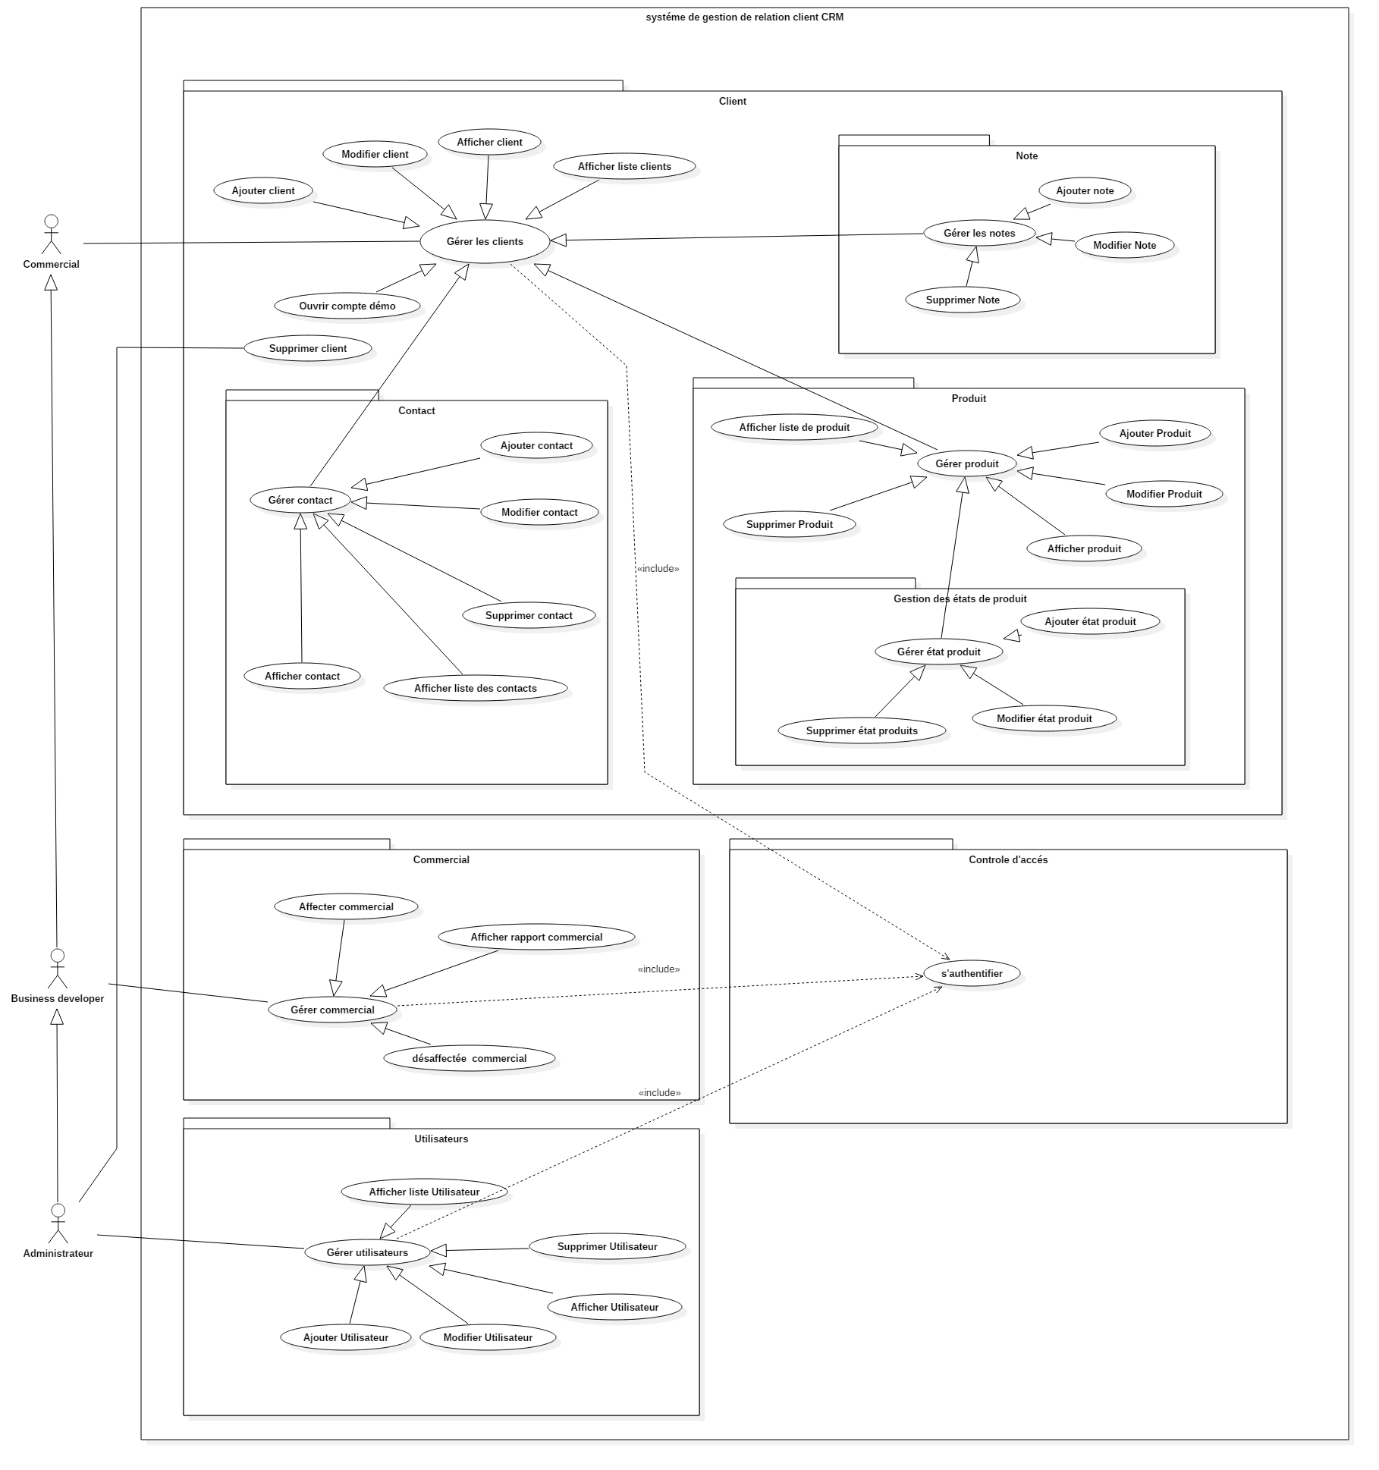 systéme de gestion de relation client CRM
Client
Afficher client
Modifier client
Afficher liste clients
Ajouter client
Note
Ajouter note
Gérer les notes
Modifier Note
Supprimer Note
Gérer les clients
Commercial
Ouvrir compte démo
Supprimer client
Contact
Ajouter contact
Gérer contact
Modifier contact
Supprimer contact
Afficher contact
Afficher liste des contacts
Produit
Afficher liste de produit
Ajouter Produit
Gérer produit
Modifier Produit
Supprimer Produit
Afficher produit
«include»
Gestion des états de produit
Ajouter état produit
Gérer état produit
Modifier état produit
Supprimer état produits
Commercial
Affecter commercial
Afficher rapport commercial
«include»
Gérer commercial
désaffectée  commercial
«include»
Controle d'accés
s'authentifier
Business developer
Utilisateurs
Afficher liste Utilisateur
Gérer utilisateurs
Supprimer Utilisateur
Afficher Utilisateur
Ajouter Utilisateur
Modifier Utilisateur
Administrateur